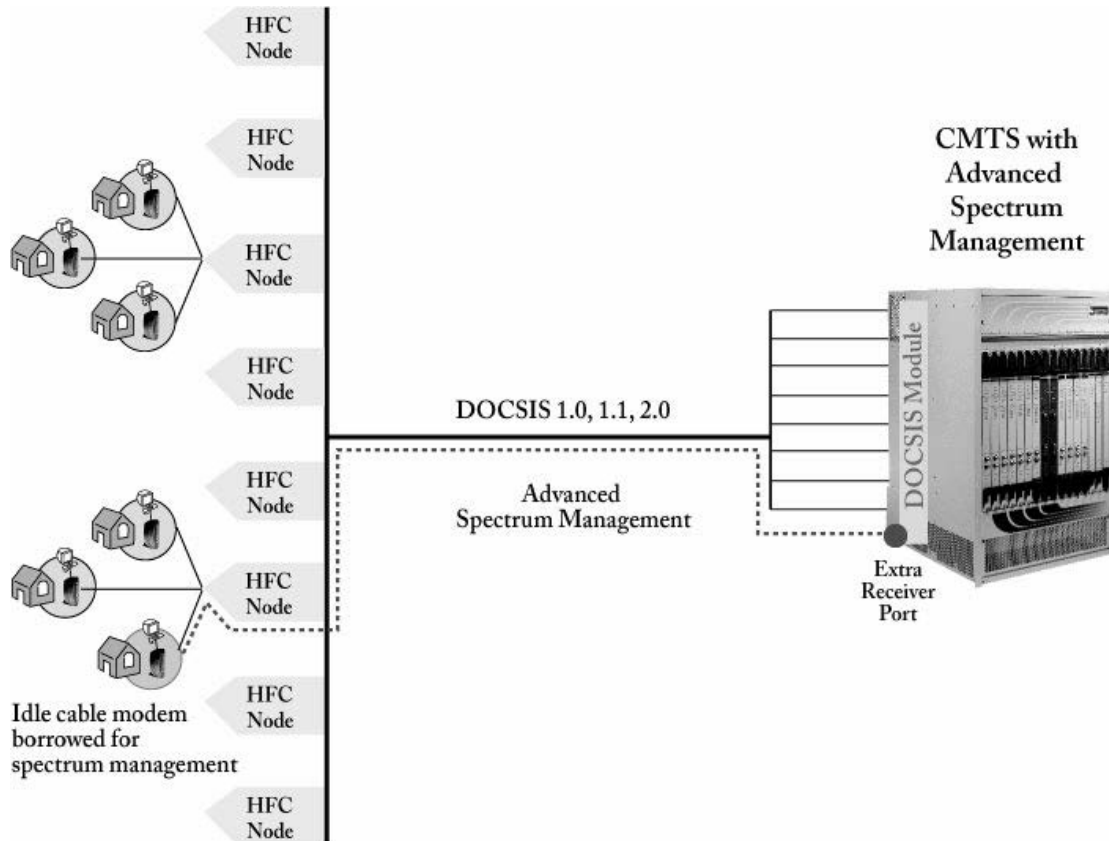 HFC
Node
HFC
Node
HFC
Node
HFC
Node
HFC
Node
HFC
Node
HFC
Node
HFC
Node
Idle cable modem
borrowed for
spectrum management
DOCSIS 1.0, 1.1, 2.0
Advanced
Spectrum Management
CMTS with
Advanced
Spectrum
Management
DOCSIS Module
Extra
Receiver
Port